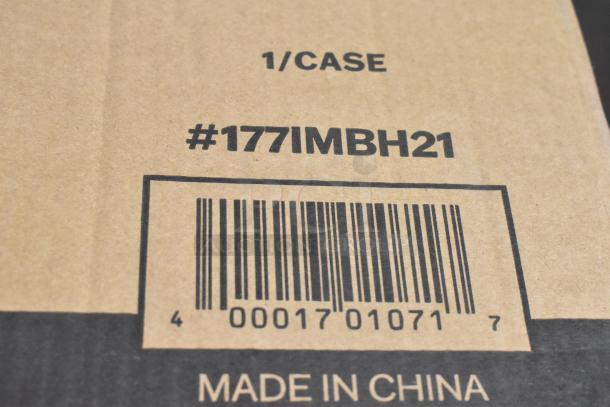 1/CASE
#177IMBH21
4 00017 01071 7
MADE IN CHINA